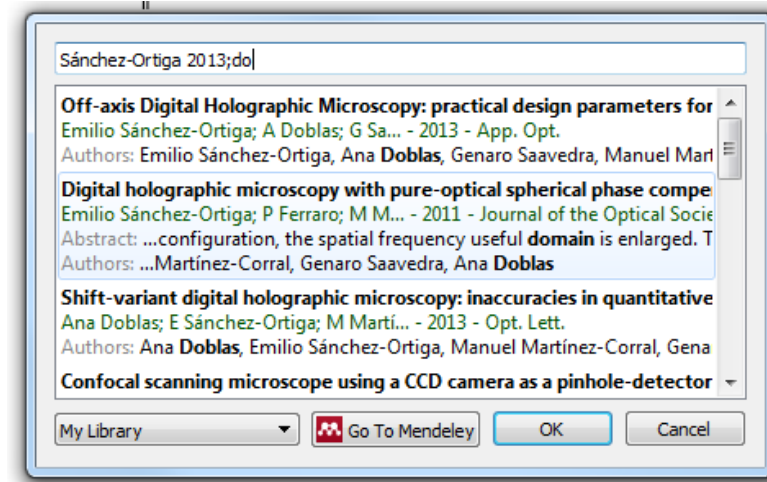 Sánchez-Ortiga 2013;do
Off-axis Digital Holographic Microscopy: practical design parameters for
Emilio Sánchez-Ortiga; A Doblas; G Sa... - 2013 - App. Opt.
Authors: Emilio Sánchez-Ortiga, Ana Doblas, Genaro Saavedra, Manuel Mart
Digital holographic microscopy with pure-optical spherical phase compe
Emilio Sánchez-Ortiga; P Ferraro; M M... - 2011 - Journal of the Optical Socie
Abstract: ...configuration, the spatial frequency useful domain is enlarged. T
Authors: ...Martínez-Corral, Genaro Saavedra, Ana Doblas
Shift-variant digital holographic microscopy: inaccuracies in quantitative
Ana Doblas; E Sánchez-Ortiga; M Martí... - 2013 - Opt. Lett.
Authors: Ana Doblas, Emilio Sánchez-Ortiga, Manuel Martínez-Corral, Gena
Confocal scanning microscope using a CCD camera as a pinhole-detector
My Library Go To Mendeley OK Cancel